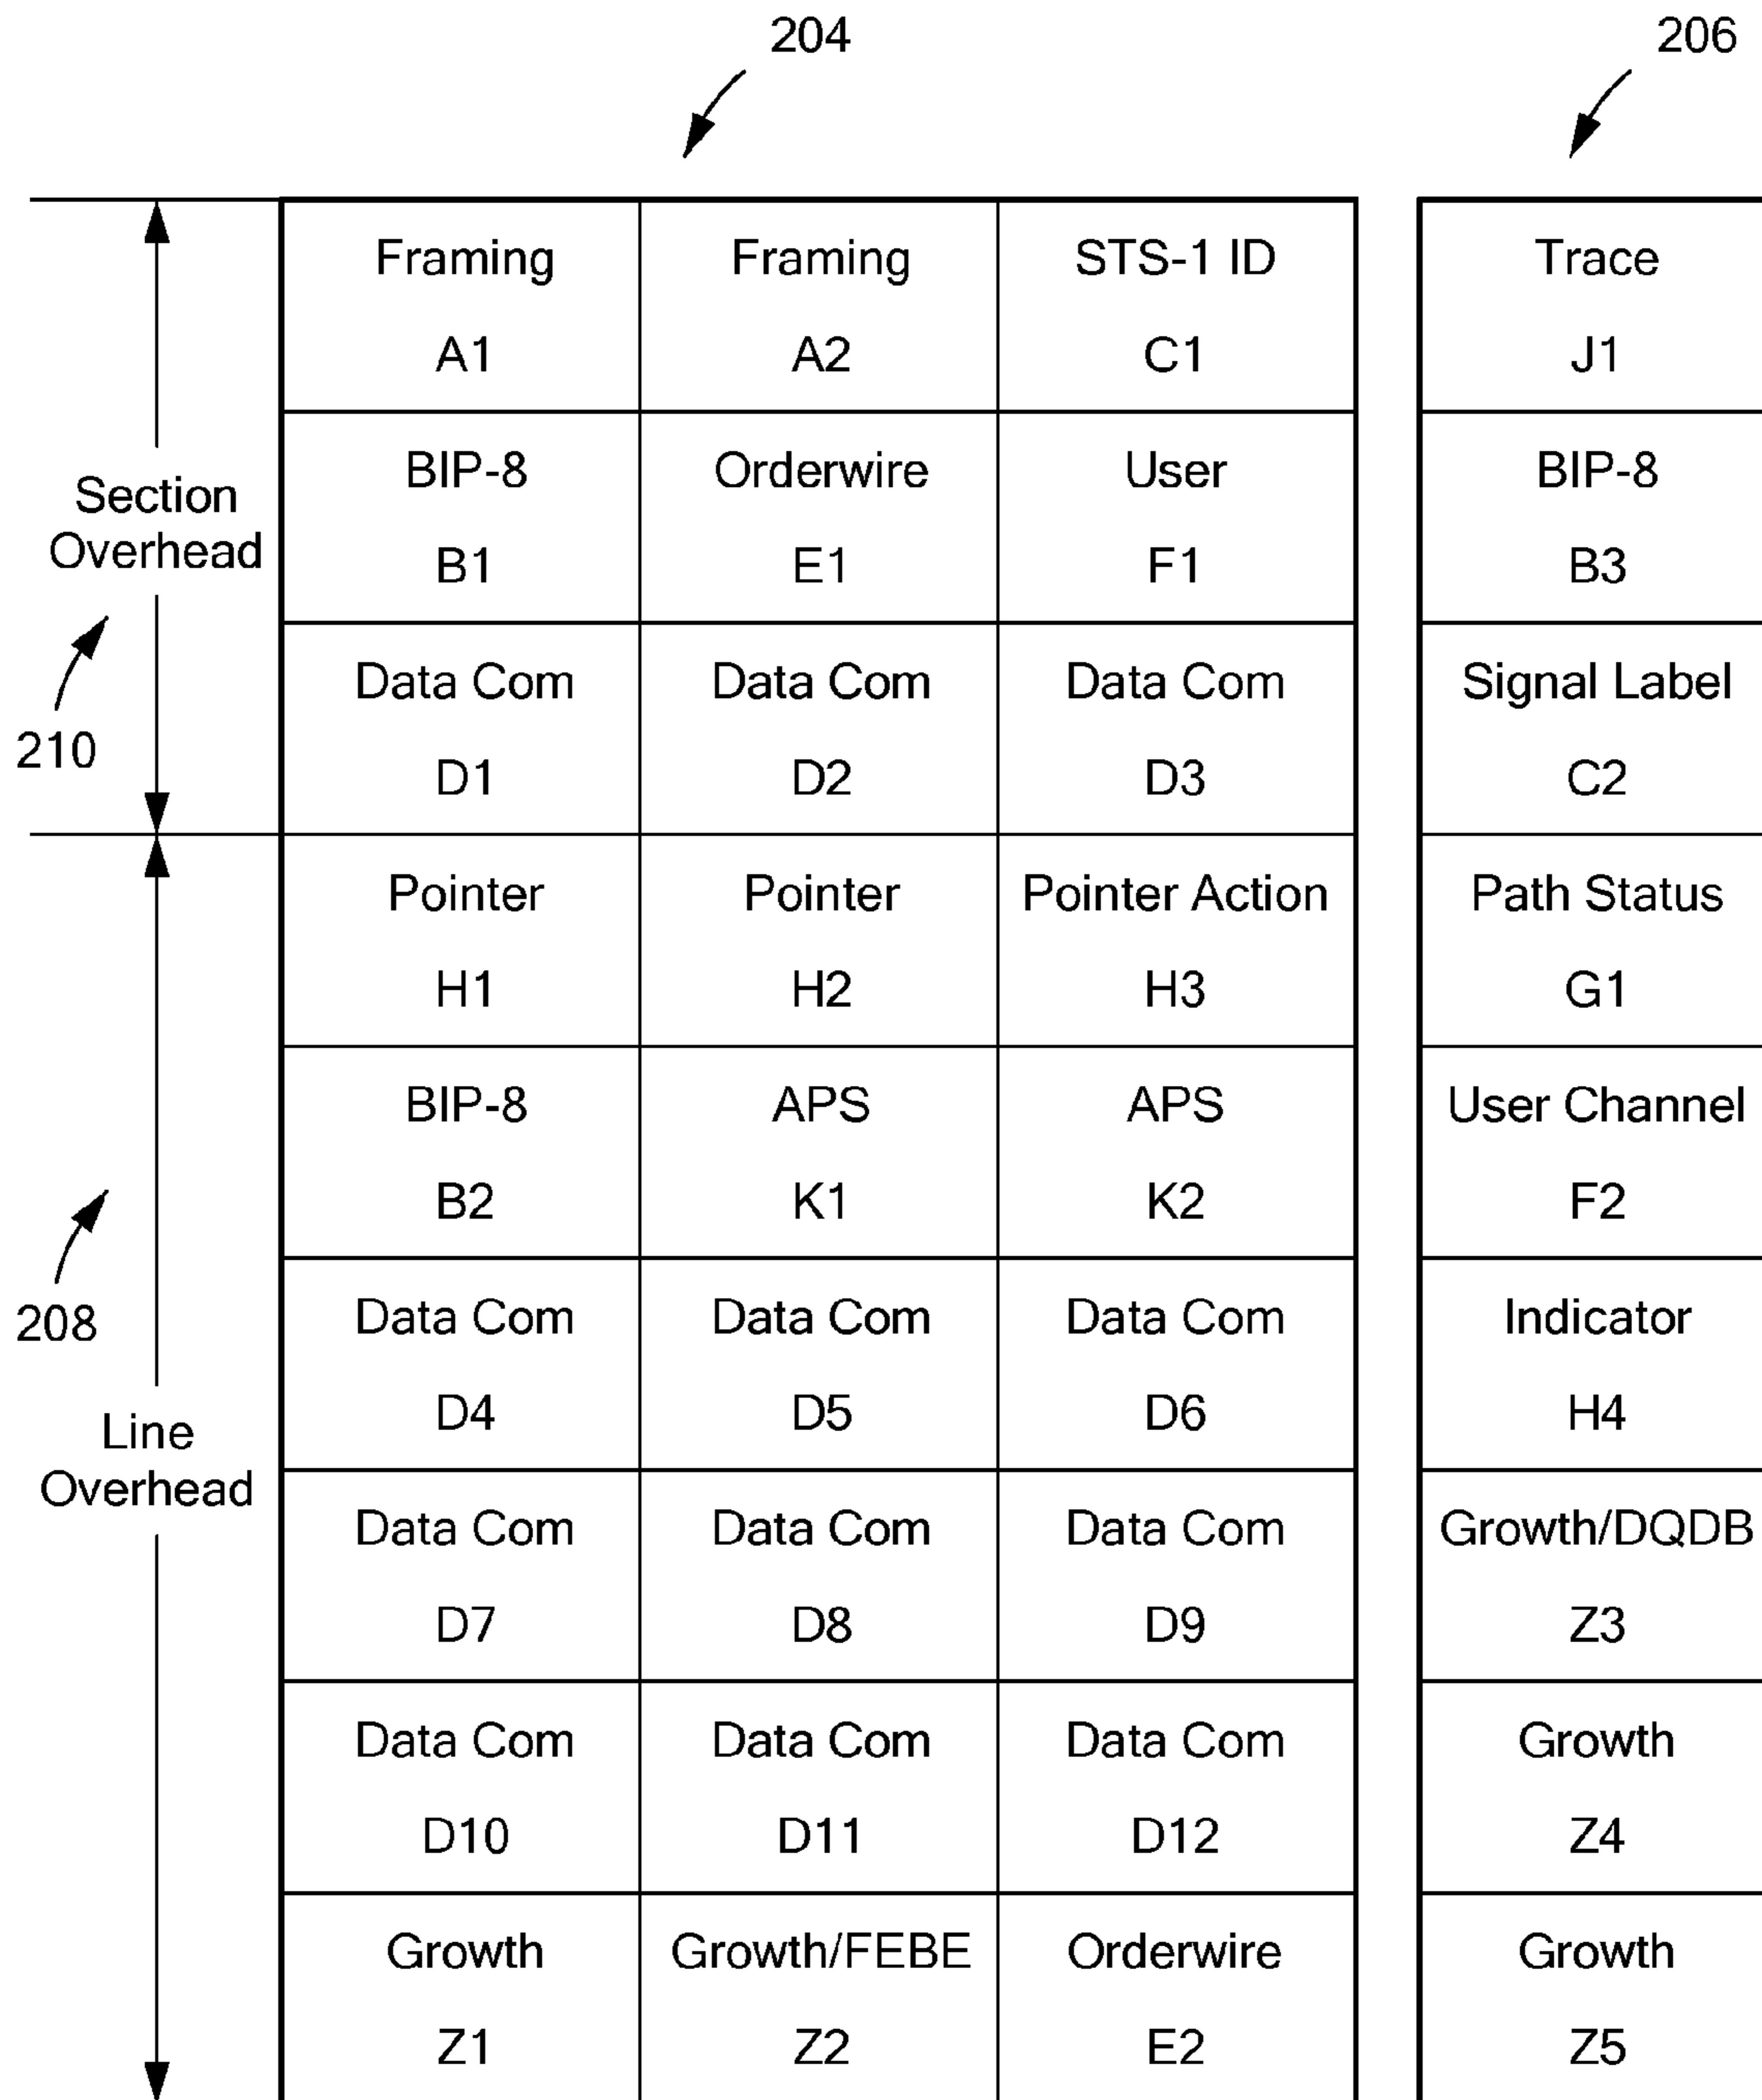 204
206
Framing
A1
Framing
A2
STS-1 ID
C1
Trace
J1
Section
Overhead
210
BIP-8
B1
Orderwire
E1
User
F1
BIP-8
B3
Data Com
D1
Data Com
D2
Data Com
D3
Signal Label
C2
Pointer
H1
Pointer
H2
Pointer Action
H3
Path Status
G1
BIP-8
B2
APS
K1
APS
K2
User Channel
F2
208
Line
Overhead
Data Com
D4
Data Com
D5
Data Com
D6
Indicator
H4
Data Com
D7
Data Com
D8
Data Com
D9
Growth/DQDB
Z3
Data Com
D10
Data Com
D11
Data Com
D12
Growth
Z4
Growth
Z1
Growth/FEBE
Z2
Orderwire
E2
Growth
Z5